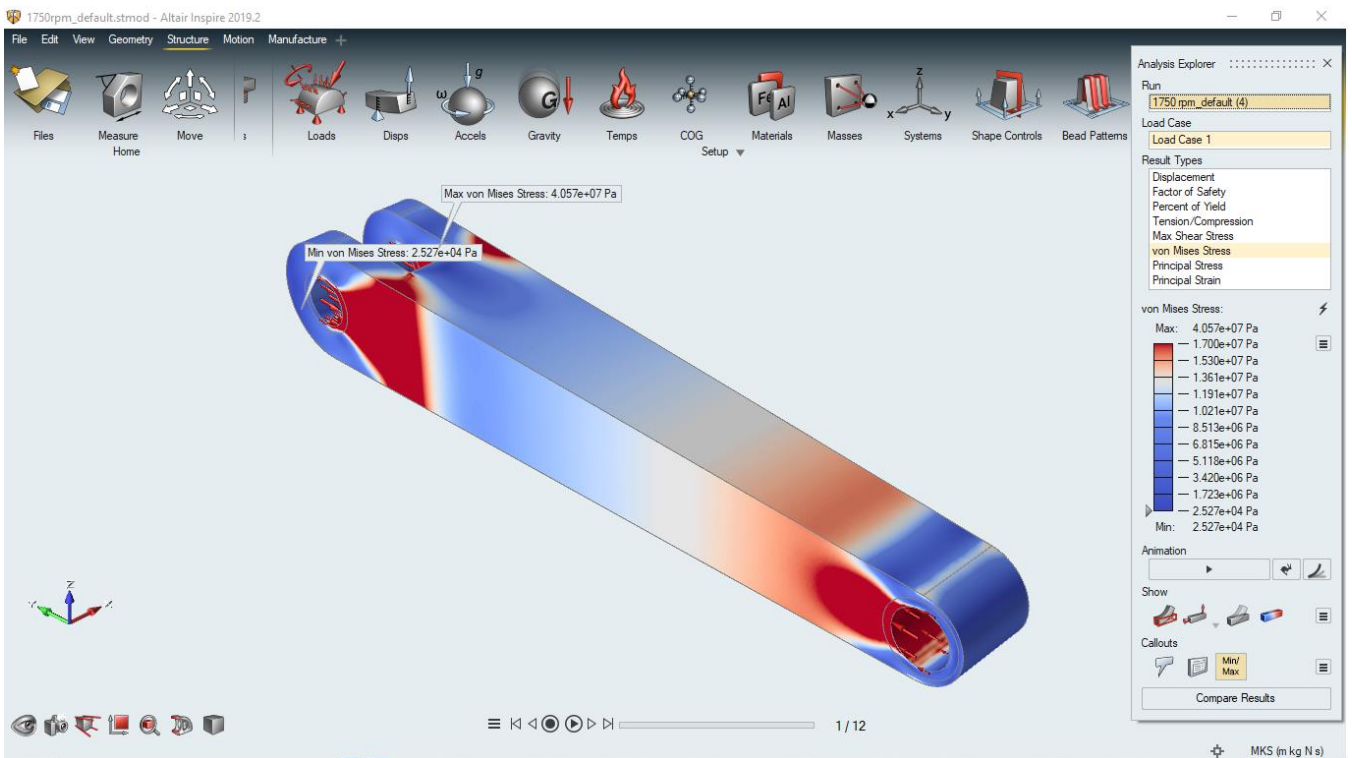 1750rpm_default.stmod - Altair Inspire 2019.2
File Edit View Geometry Structure Motion Manufacture +
Files Measure Move s Loads Disps Accels Gravity Temps COG Materials Masses Systems Shape Controls Bead Patterns
Home Setup
Analysis Explorer
Run
1750 rpm_default (4)
Load Case
Load Case 1
Result Types
Displacement
Factor of Safety
Percent of Yield
Tension/Compression
Max Shear Stress
von Mises Stress
Principal Stress
Principal Strain
Max von Mises Stress: 4.057e+07 Pa
Min von Mises Stress: 2.527e+04 Pa
von Mises Stress:
Max: 4.057e+07 Pa
1.700e+07 Pa
1.530e+07 Pa
1.361e+07 Pa
1.191e+07 Pa
1.021e+07 Pa
8.513e+06 Pa
6.815e+06 Pa
5.118e+06 Pa
3.420e+06 Pa
1.723e+06 Pa
2.527e+04 Pa
Min: 2.527e+04 Pa
Animation
Show
Callouts
Min/
Max
Compare Results
1 / 12
MKS (m kg N s)